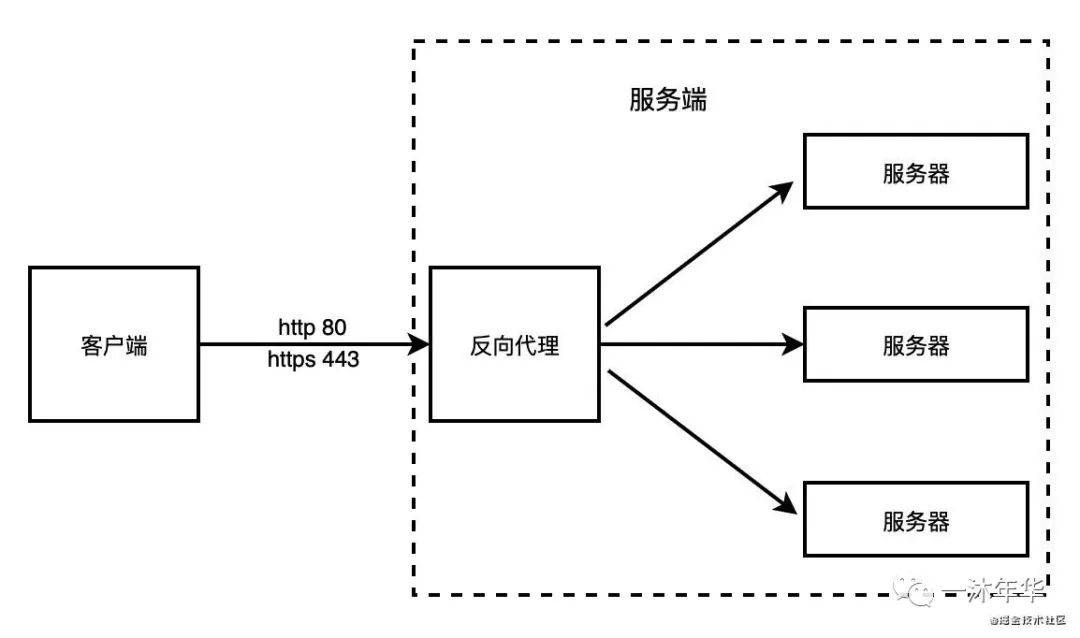 服务端
服务器
客户端
http 80
https 443
反向代理
服务器
服务器
一沐年华
@掘金技术社区